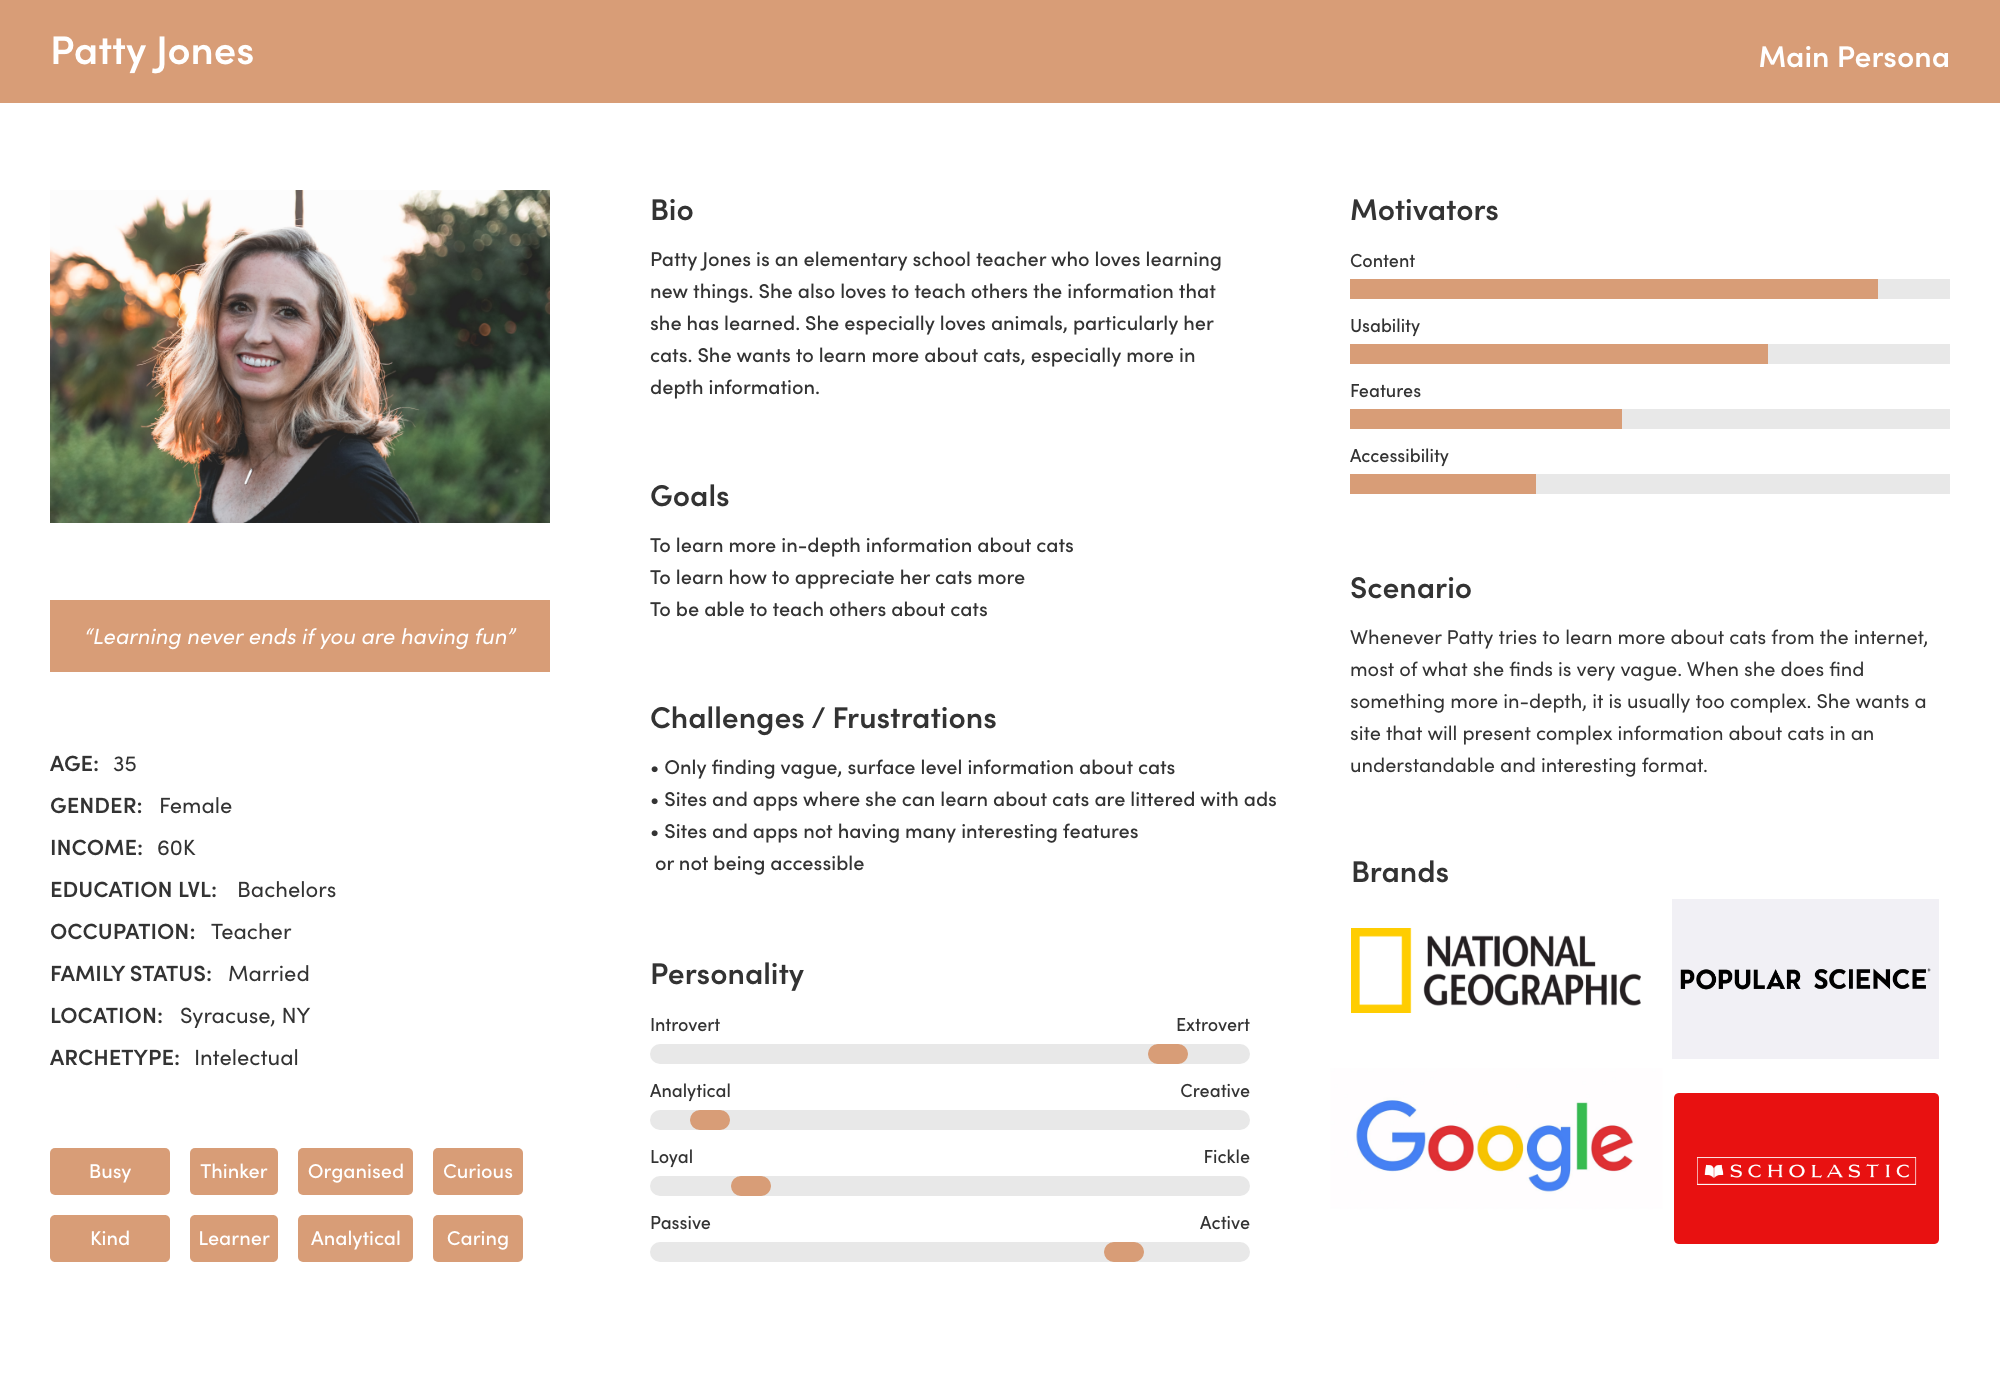 Patty Jones
Main Persona
“Learning never ends if you are having fun”
AGE: 35
GENDER: Female
INCOME: 60K
EDUCATION LVL: Bachelors
OCCUPATION: Teacher
FAMILY STATUS: Married
LOCATION: Syracuse, NY
ARCHETYPE: Intelectual
Busy Thinker Organised Curious
Kind Learner Analytical Caring
Bio
Patty Jones is an elementary school teacher who loves learning
new things. She also loves to teach others the information that
she has learned. She especially loves animals, particularly her
cats. She wants to learn more about cats, especially more in
depth information.
Goals
To learn more in-depth information about cats
To learn how to appreciate her cats more
To be able to teach others about cats
Challenges / Frustrations
• Only finding vague, surface level information about cats
• Sites and apps where she can learn about cats are littered with ads
• Sites and apps not having many interesting features
or not being accessible
Personality
Introvert Extrovert
Analytical Creative
Loyal Fickle
Passive Active
Motivators
Content
Usability
Features
Accessibility
Scenario
Whenever Patty tries to learn more about cats from the internet,
most of what she finds is very vague. When she does find
something more in-depth, it is usually too complex. She wants a
site that will present complex information about cats in an
understandable and interesting format.
Brands
NATIONAL
GEOGRAPHIC
POPULAR SCIENCE
Google
SCHOLASTIC